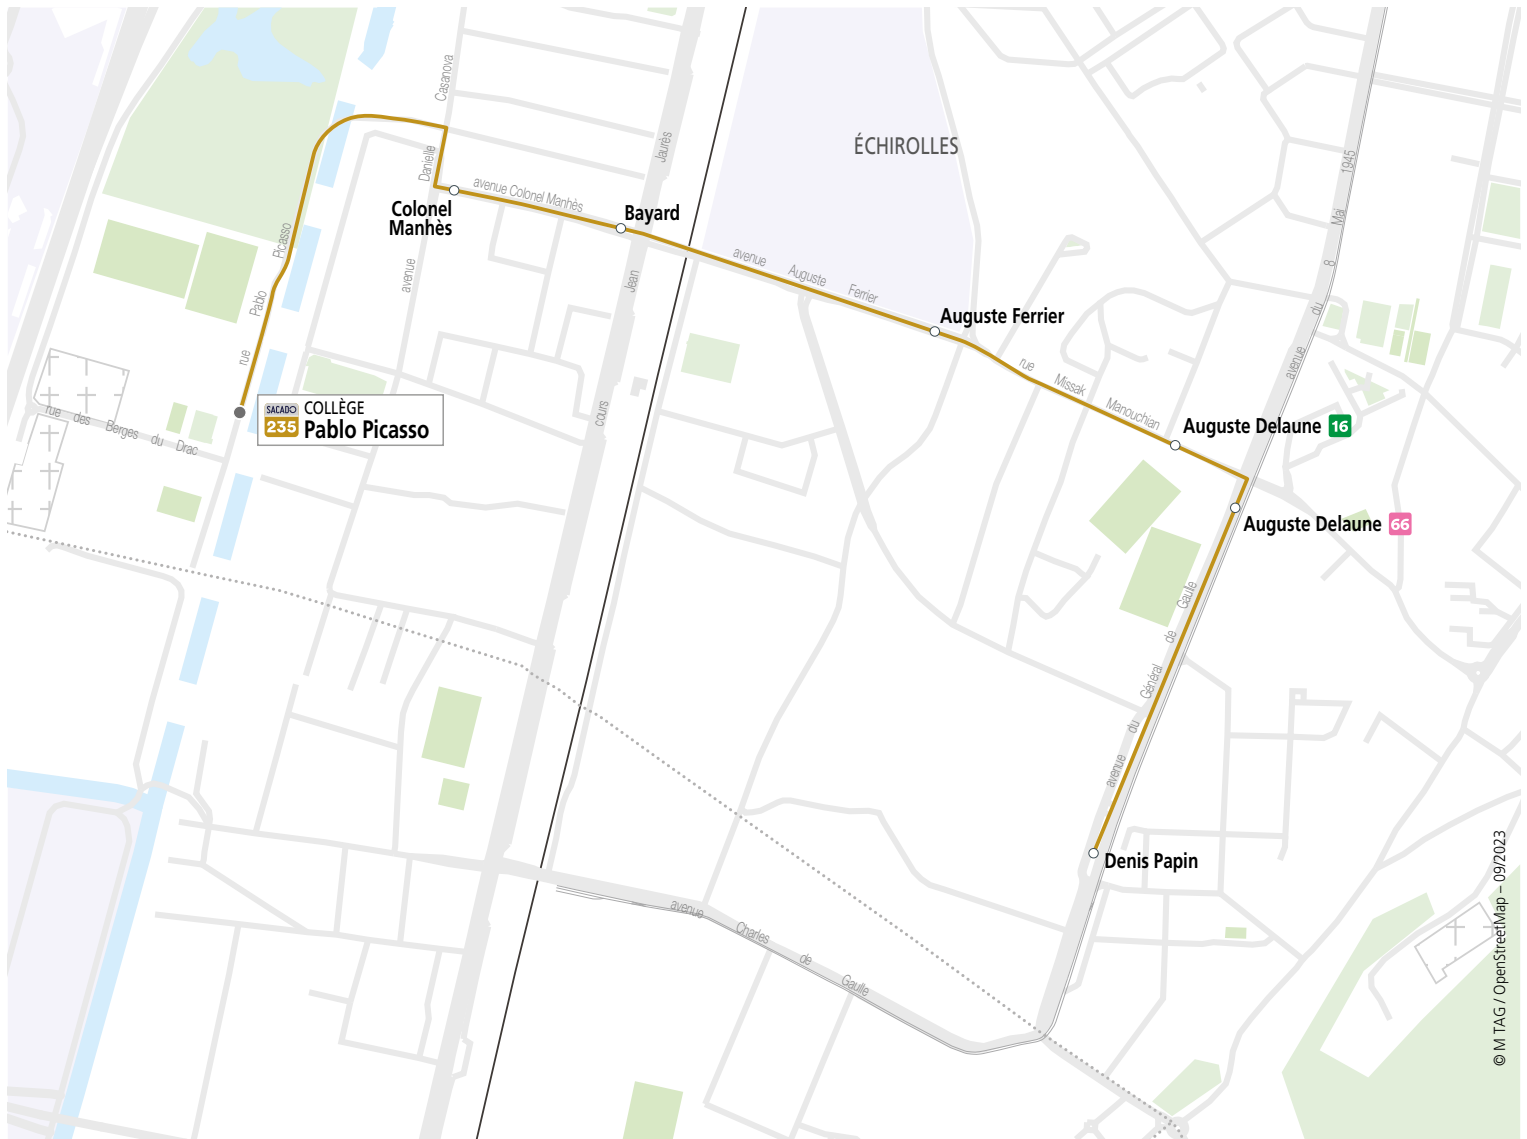 ÉCHIROLLES
Casanova
Danielle
avenue
Jaurès
Jean
cours
avenue Colonel Manhès
Colonel
Manhès
Bayard
avenue Auguste Ferrier
Auguste Ferrier
rue Missak Manouchian
Auguste Delaune 16
Auguste Delaune 66
avenue du 8 Mai 1945
avenue du Général de Gaulle
Denis Papin
rue Pablo Picasso
SACADO
235
COLLÈGE
Pablo Picasso
rue des Berges du Drac
avenue Charles de Gaulle
© M TAG / OpenStreetMap – 09/2023